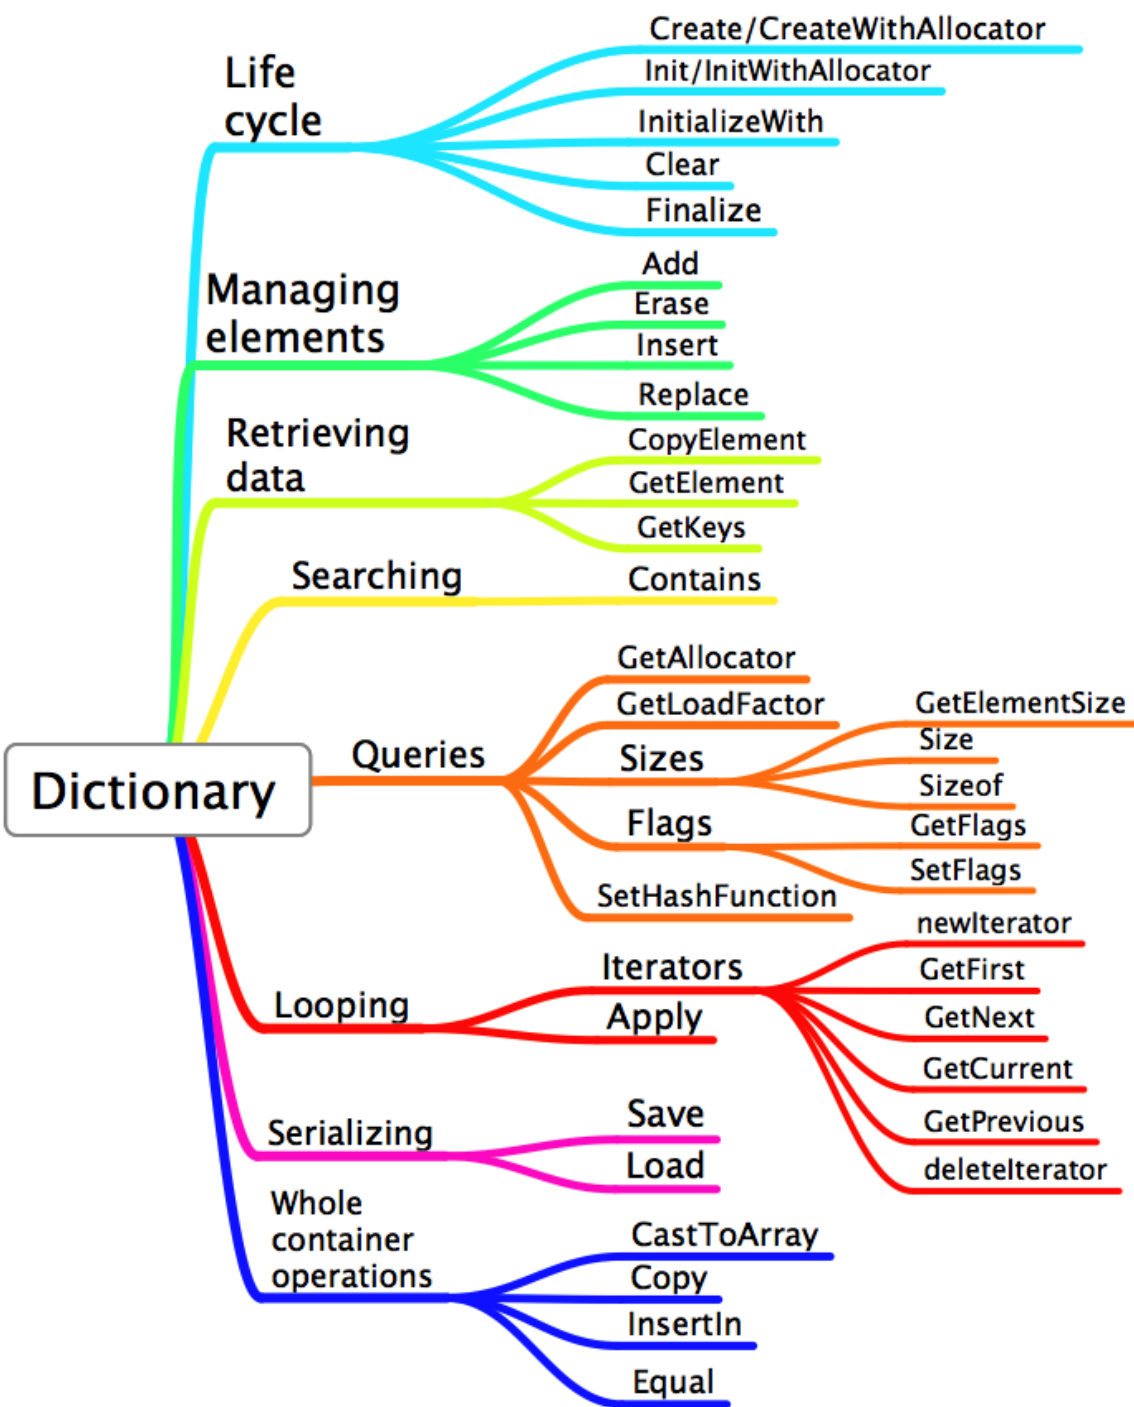 Create/CreateWithAllocator
Init/InitWithAllocator
Life
cycle
InitializeWith
Clear
Finalize
Add
Managing
elements
Erase
Insert
Replace
Retrieving
data
CopyElement
GetElement
GetKeys
Searching
Contains
GetAllocator
GetLoadFactor
GetElementSize
Queries
Sizes
Size
Sizeof
Dictionary
Flags
GetFlags
SetFlags
SetHashFunction
newIterator
Iterators
GetFirst
Looping
Apply
GetNext
GetCurrent
GetPrevious
Serializing
Save
Load
deleteIterator
Whole
container
operations
CastToArray
Copy
InsertIn
Equal